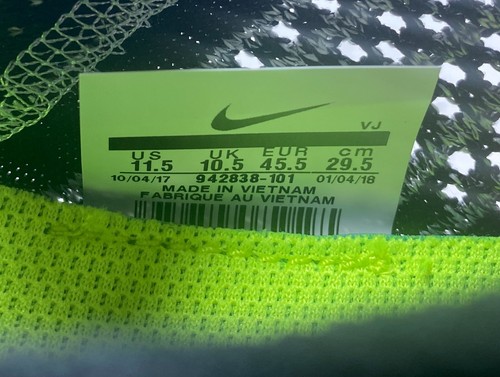 VJ
US UK EUR cm
11.5 10.5 45.5 29.5
10/04/17 942838-101 01/04/18
MADE IN VIETNAM
FABRIQUE AU VIETNAM